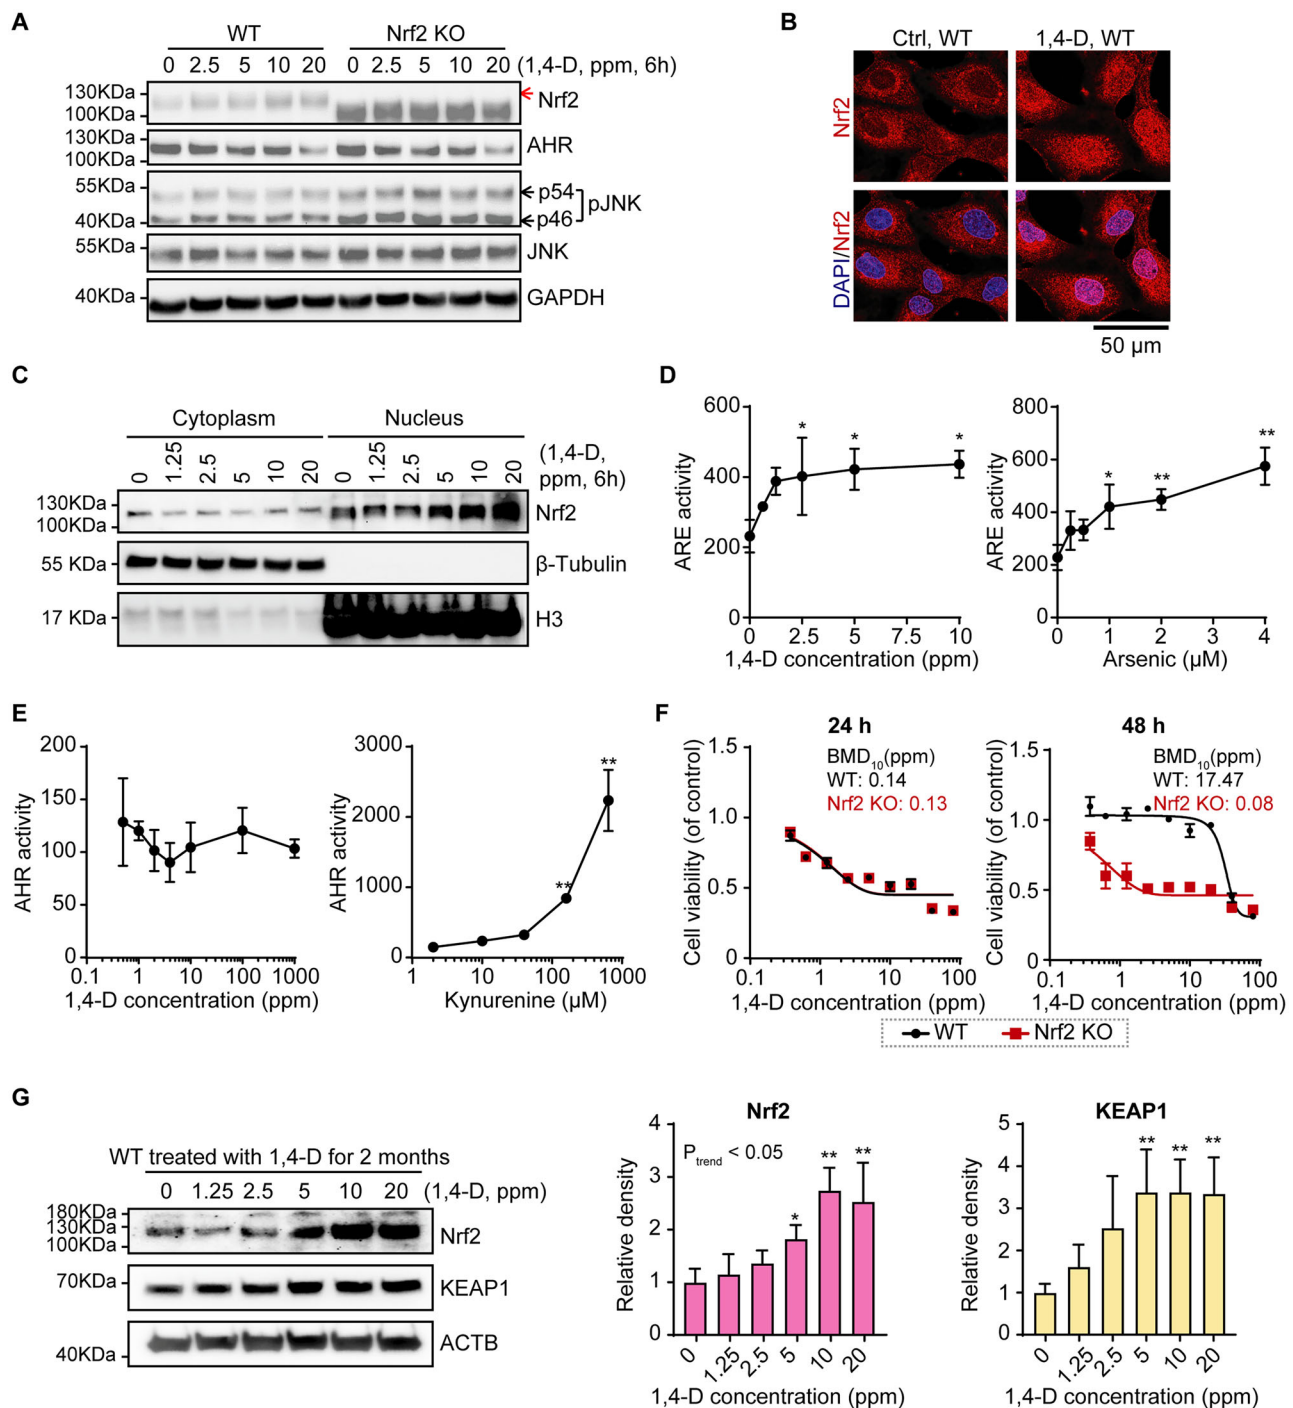 A
WT Nrf2 KO
0 2.5 5 10 20 0 2.5 5 10 20 (1,4-D, ppm, 6h)
130KDa
100KDa
Nrf2
130KDa
100KDa
AHR
55KDa
40KDa
p54
p46
pJNK
55KDa
JNK
40KDa
GAPDH
B
Ctrl, WT 1,4-D, WT
Nrf2
DAPI/Nrf2
50 µm
C
Cytoplasm Nucleus
0 1.25 2.5 5 10 20 0 1.25 2.5 5 10 20
(1,4-D,
ppm, 6h)
130KDa
100KDa
Nrf2
55 KDa
β-Tubulin
17 KDa
H3
D
ARE activity
600
400
200
0
* * *
0 2.5 5 7.5 10
1,4-D concentration (ppm)
ARE activity
800
600
400
200
0
* ** **
0 1 2 3 4
Arsenic (µM)
E
AHR activity
200
150
100
50
0
0.1 1 10 100 1000
1,4-D concentration (ppm)
AHR activity
3000
2000
1000
0
** **
1 10 100 1000
Kynurenine (µM)
F
24 h
Cell viability (of control)
1.5
1.0
0.5
0.0
BMD10(ppm)
WT: 0.14
Nrf2 KO: 0.13
0.1 1 10 100
1,4-D concentration (ppm)
48 h
Cell viability (of control)
1.5
1.0
0.5
0.0
BMD10(ppm)
WT: 17.47
Nrf2 KO: 0.08
0.1 1 10 100
1,4-D concentration (ppm)
WT Nrf2 KO
G
WT treated with 1,4-D for 2 months
0 1.25 2.5 5 10 20 (1,4-D, ppm)
180KDa
130KDa
100KDa
Nrf2
70KDa
KEAP1
40KDa
ACTB
Nrf2
Relative density
4
3
2
1
0
Ptrend < 0.05
* ** **
0 1.25 2.5 5 10 20
1,4-D concentration (ppm)
KEAP1
Relative density
5
4
3
2
1
0
** ** **
0 1.25 2.5 5 10 20
1,4-D concentration (ppm)